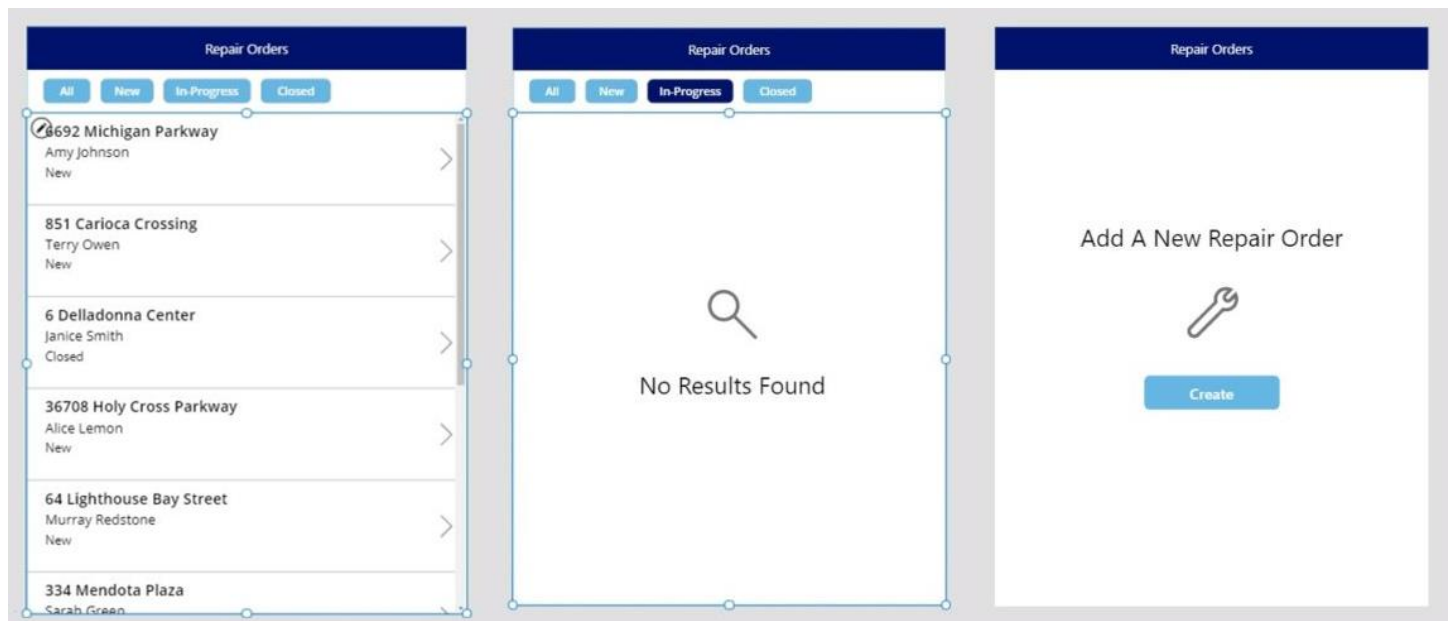 Repair Orders
All New In-Progress Closed
6692 Michigan Parkway
Amy Johnson
New
851 Carioca Crossing
Terry Owen
New
6 Delladonna Center
Janice Smith
Closed
36708 Holy Cross Parkway
Alice Lemon
New
64 Lighthouse Bay Street
Murray Redstone
New
334 Mendota Plaza
Sarah Green
Repair Orders
All New In-Progress Closed
No Results Found
Repair Orders
Add A New Repair Order
Create